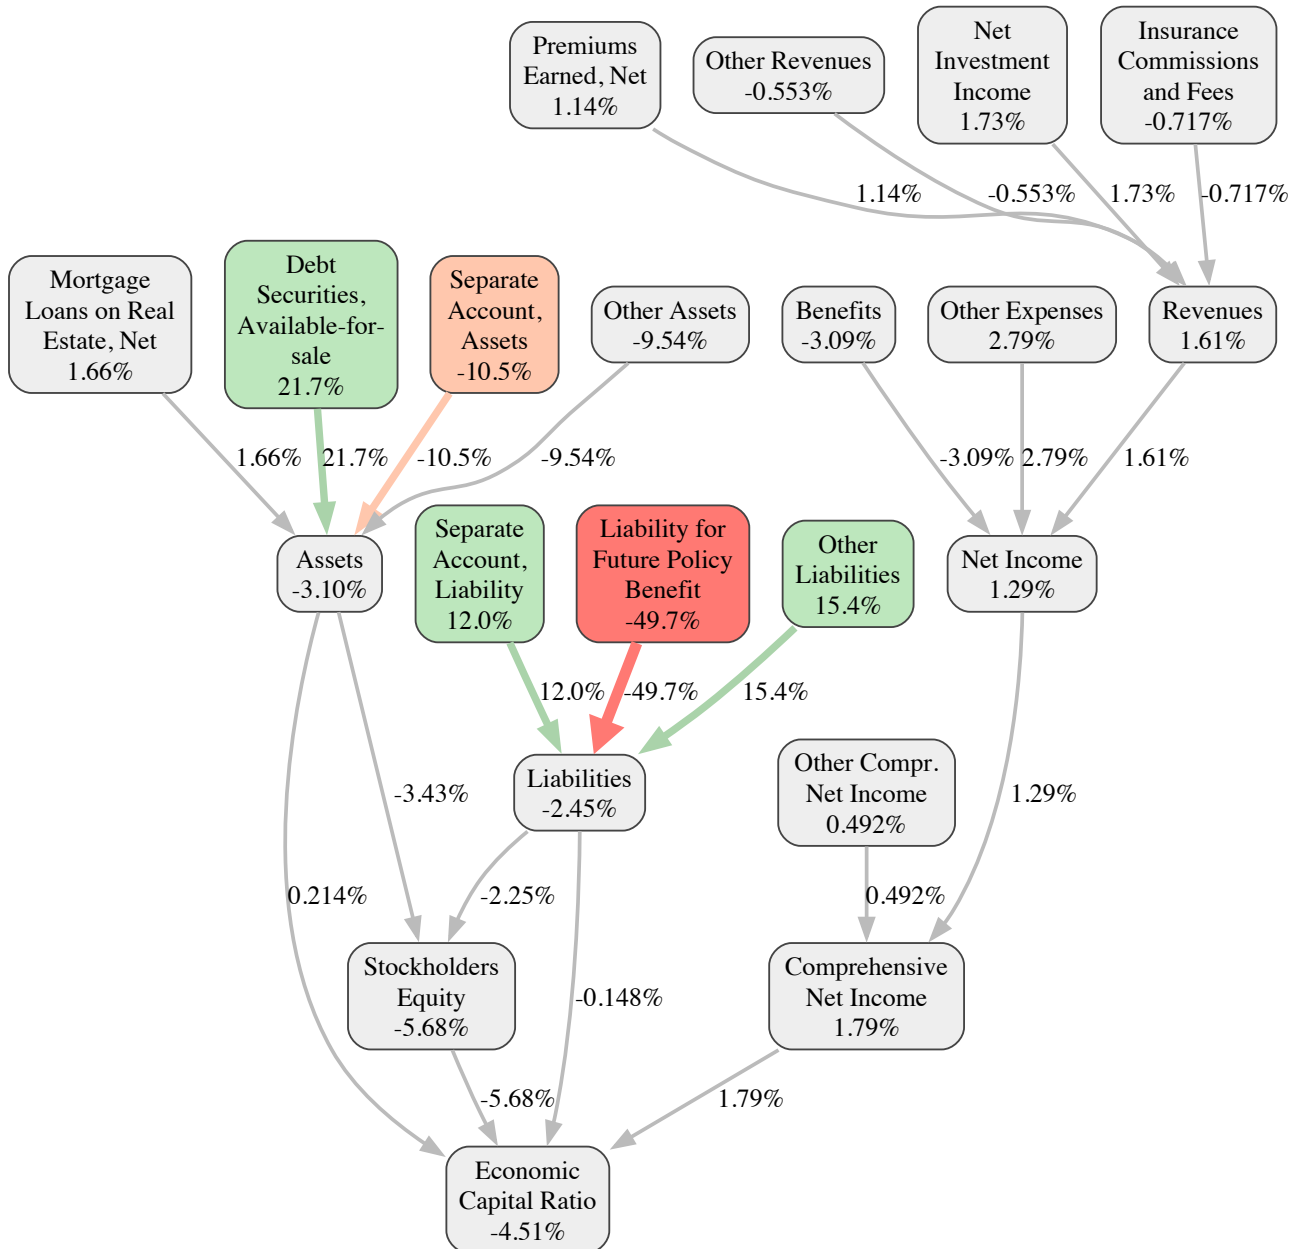 Premiums
Earned, Net
1.14%
Other Revenues
-0.553%
Net
Investment
Income
1.73%
Insurance
Commissions
and Fees
-0.717%
1.14%
-0.553%
1.73%
-0.717%
Mortgage
Loans on Real
Estate, Net
1.66%
Debt
Securities,
Available-for-
sale
21.7%
Separate
Account,
Assets
-10.5%
Other Assets
-9.54%
Benefits
-3.09%
Other Expenses
2.79%
Revenues
1.61%
1.66%
21.7%
-10.5%
-9.54%
-3.09%
2.79%
1.61%
Assets
-3.10%
Separate
Account,
Liability
12.0%
Liability for
Future Policy
Benefit
-49.7%
Other
Liabilities
15.4%
Net Income
1.29%
12.0%
-49.7%
15.4%
Liabilities
-2.45%
Other Compr.
Net Income
0.492%
-3.43%
1.29%
0.214%
-2.25%
0.492%
Stockholders
Equity
-5.68%
-0.148%
Comprehensive
Net Income
1.79%
-5.68%
1.79%
Economic
Capital Ratio
-4.51%